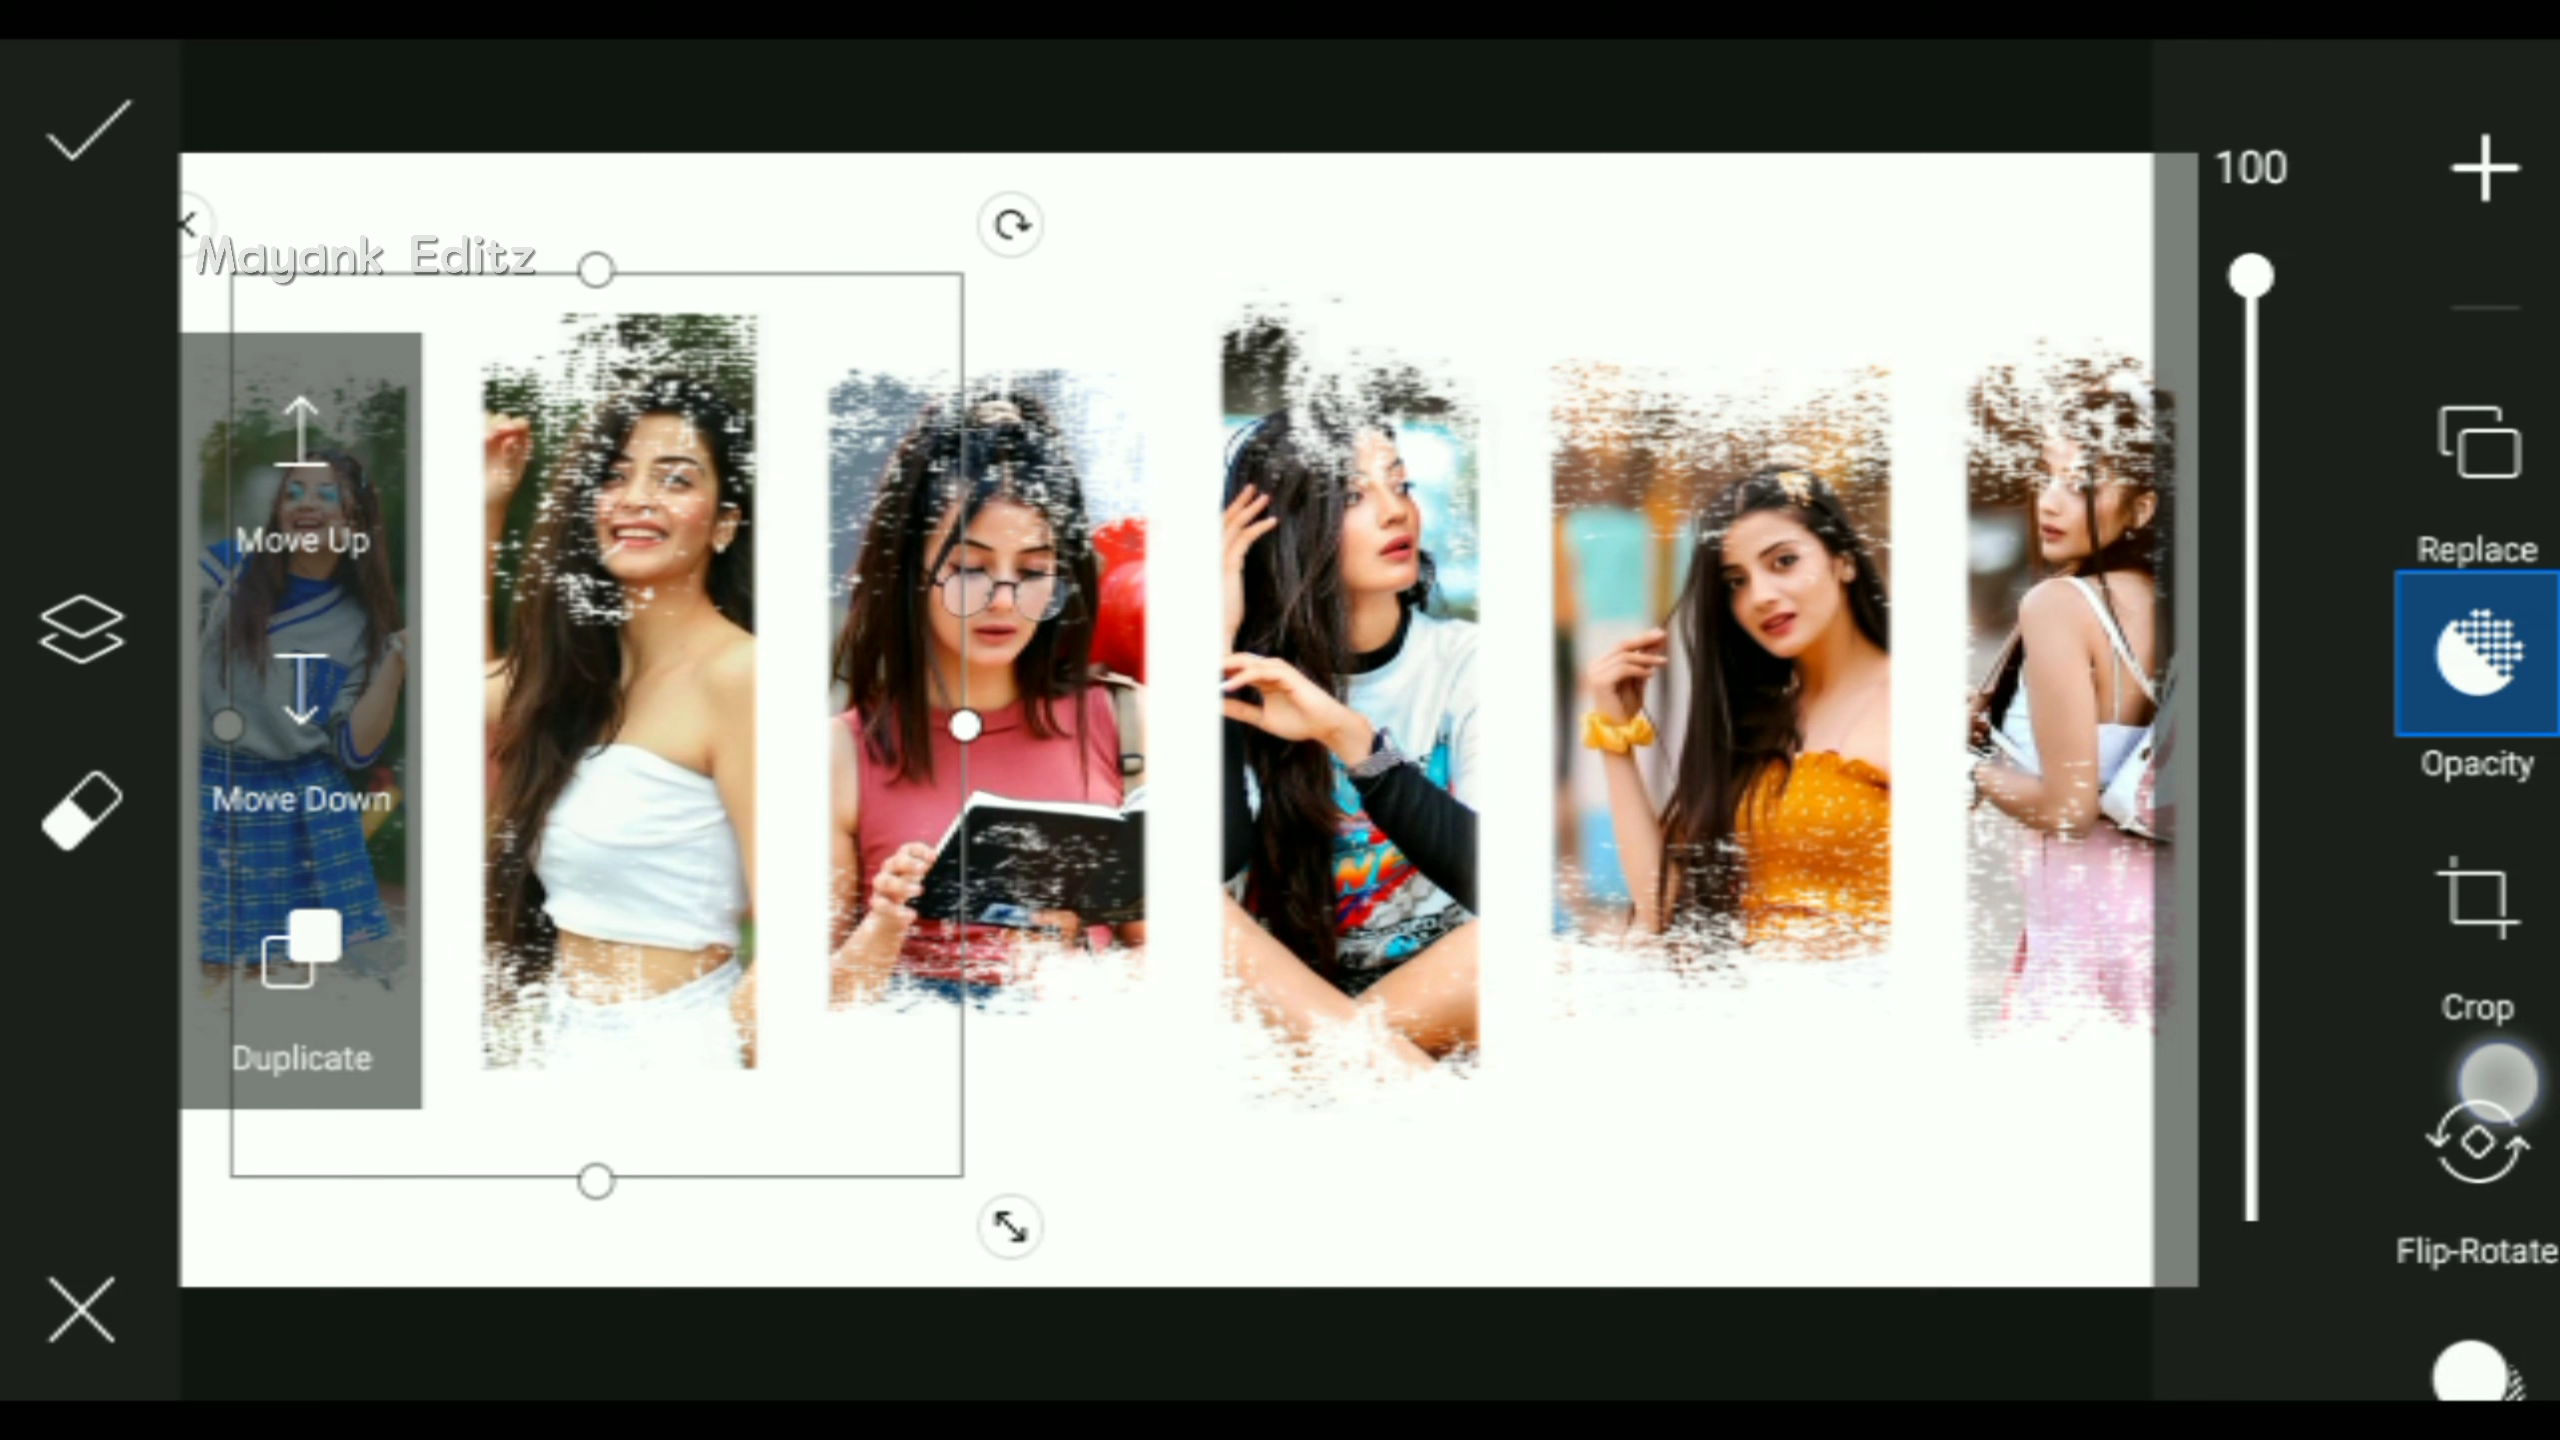 100
Mayank Editz
Move Up
Replace
Opacity
Move Down
Crop
Duplicate
Flip-Rotate